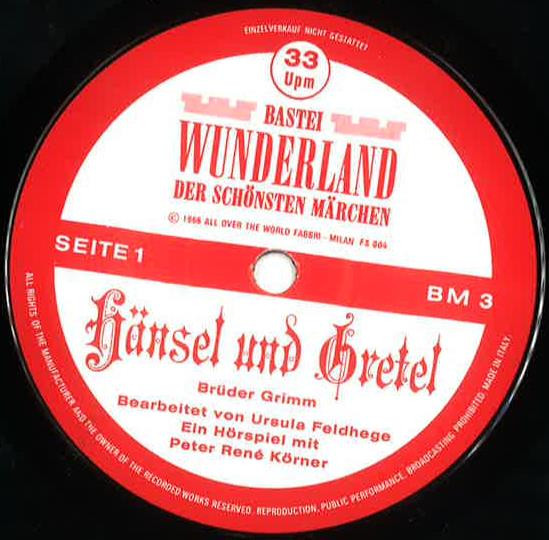 EINZELVERKAUF NICHT GESTATTET
33
Upm
BASTEI
WUNDERLAND
DER SCHÖNSTEN MÄRCHEN
© 1966 ALL OVER THE WORLD FABBRI - MILAN FS 004
SEITE 1
BM 3
Hänsel und Gretel
Brüder Grimm
Bearbeitet von Ursula Feldhege
Ein Hörspiel mit
Peter René Körner
ALL RIGHTS OF THE MANUFACTURER AND THE OWNER OF THE RECORDED WORKS RESERVED. REPRODUCTION, PUBLIC PERFORMANCE, BROADCASTING PROHIBITED. MADE IN ITALY.